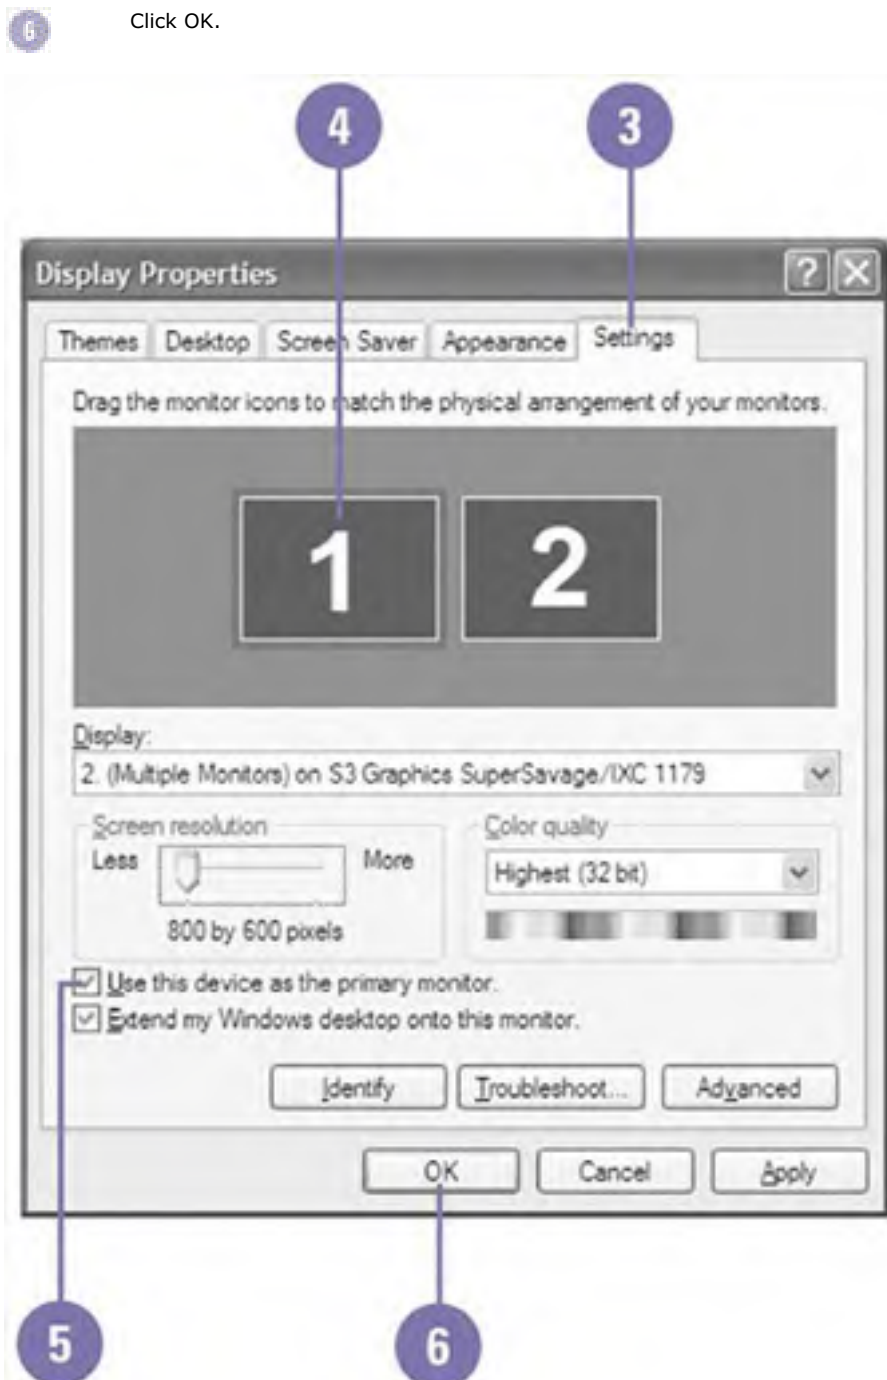 6 Click OK.
4 3
Display Properties
Themes Desktop Screen Saver Appearance Settings
Drag the monitor icons to match the physical arrangement of your monitors.
1 2
Display:
2. (Multiple Monitors) on S3 Graphics SuperSavage/IXC 1179
Screen resolution Color quality
Less More Highest (32 bit)
800 by 600 pixels
Use this device as the primary monitor.
Extend my Windows desktop onto this monitor.
Identify Troubleshoot... Advanced
OK Cancel Apply
5 6